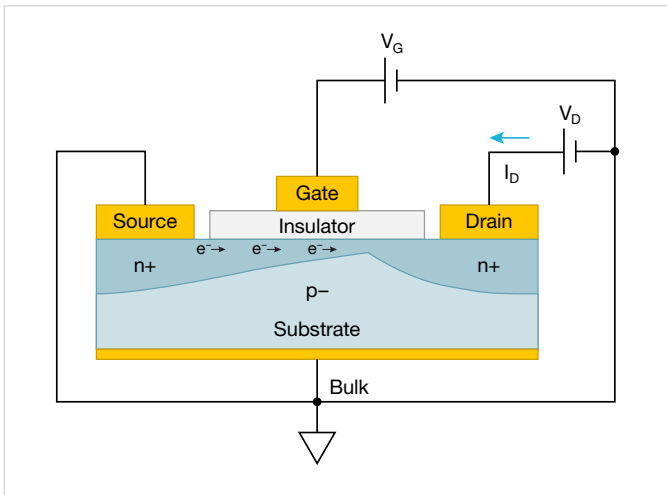 V_G
V_D
I_D
Gate
Source
Insulator
Drain
e⁻→ e⁻→ e⁻→
n+
n+
p−
Substrate
Bulk